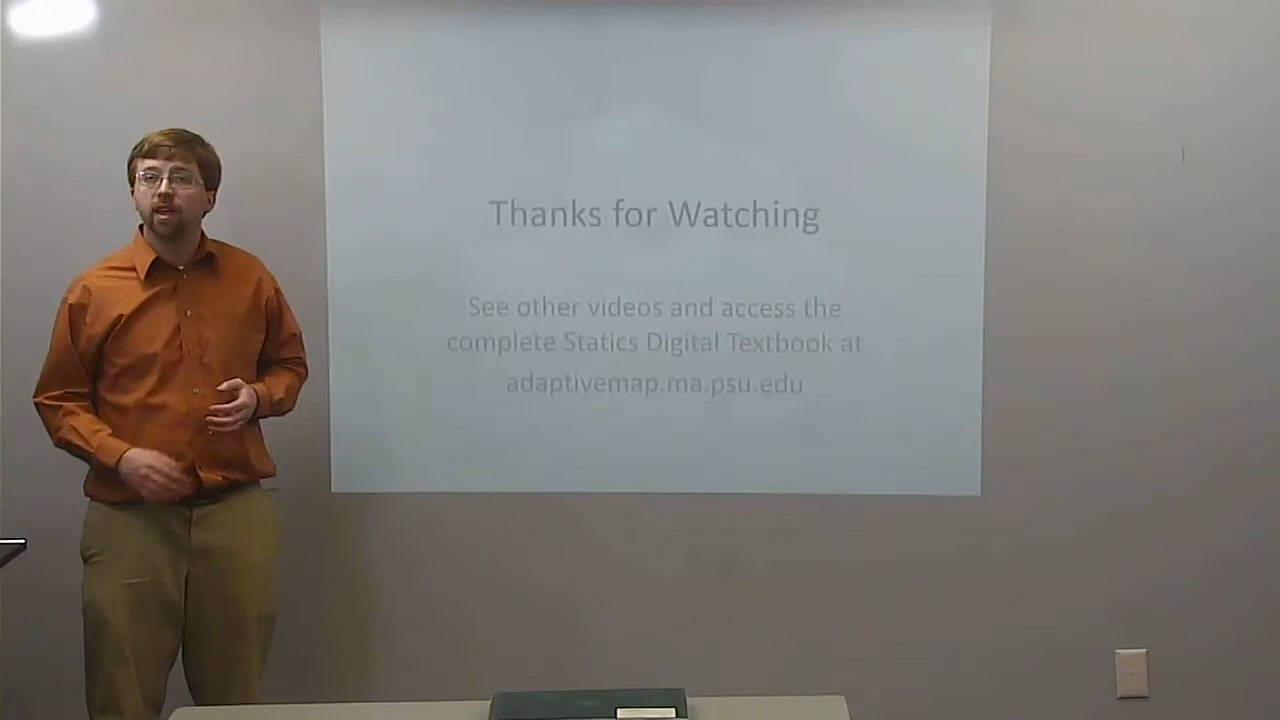 Thanks for Watching
See other videos and access the
complete Statics Digital Textbook at
adaptivemap.ma.psu.edu